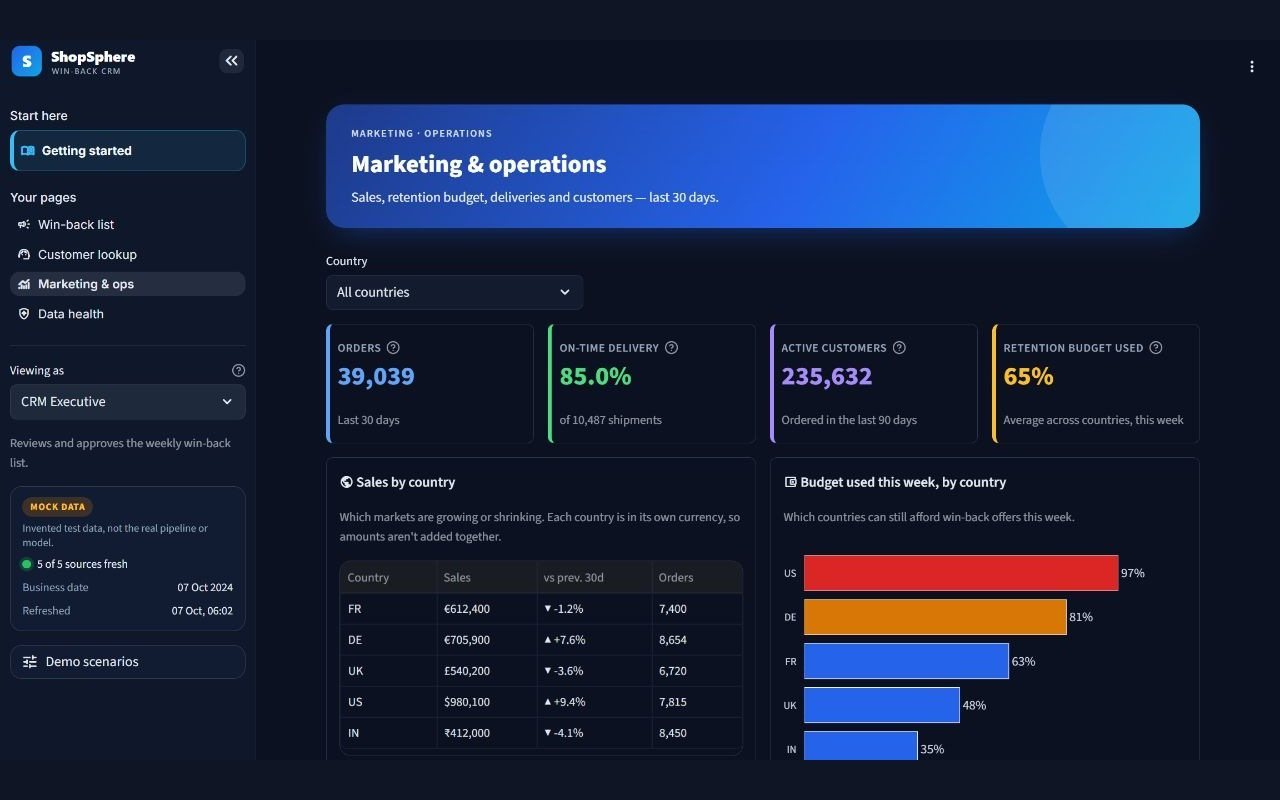 S
ShopSphere
WIN-BACK CRM
Start here
Getting started
Your pages
Win-back list
Customer lookup
Marketing & ops
Data health
Viewing as
CRM Executive
Reviews and approves the weekly win-back
list.
MOCK DATA
Invented test data, not the real pipeline or
model.
5 of 5 sources fresh
Business date 07 Oct 2024
Refreshed 07 Oct, 06:02
Demo scenarios
MARKETING · OPERATIONS
Marketing & operations
Sales, retention budget, deliveries and customers — last 30 days.
Country
All countries
ORDERS
39,039
Last 30 days
ON-TIME DELIVERY
85.0%
of 10,487 shipments
ACTIVE CUSTOMERS
235,632
Ordered in the last 90 days
RETENTION BUDGET USED
65%
Average across countries, this week
Sales by country
Which markets are growing or shrinking. Each country is in its own currency, so
amounts aren't added together.
Country Sales vs prev. 30d Orders
FR €612,400 ▼ -1.2% 7,400
DE €705,900 ▲ +7.6% 8,654
UK £540,200 ▼ -3.6% 6,720
US $980,100 ▲ +9.4% 7,815
IN ₹412,000 ▼ -4.1% 8,450
Budget used this week, by country
Which countries can still afford win-back offers this week.
US 97%
DE 81%
FR 63%
UK 48%
IN 35%